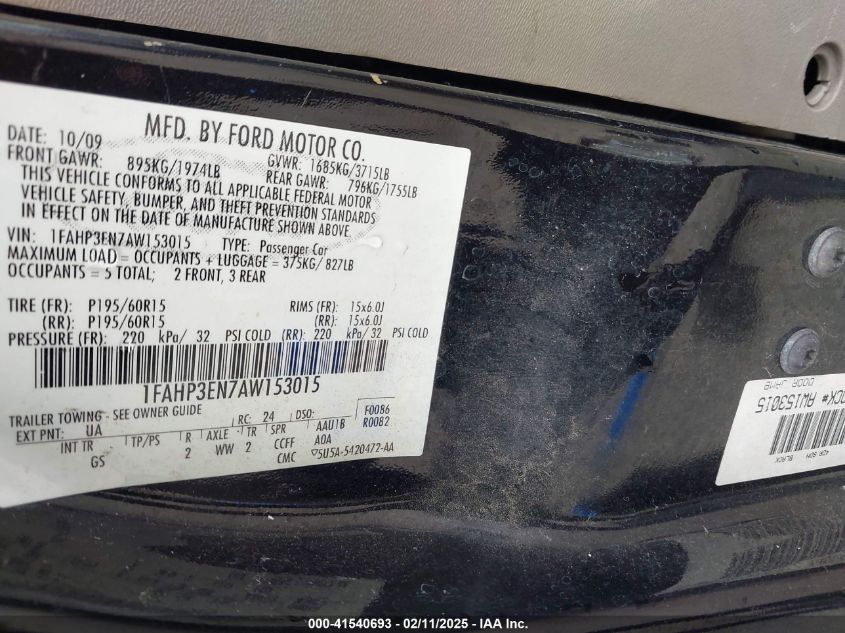 MFD. BY FORD MOTOR CO.
DATE: 10/09
GVWR: 1685KG/3715LB
FRONT GAWR: 895KG/1974LB
REAR GAWR: 796KG/1755LB
THIS VEHICLE CONFORMS TO ALL APPLICABLE FEDERAL MOTOR
VEHICLE SAFETY, BUMPER, AND THEFT PREVENTION STANDARDS
IN EFFECT ON THE DATE OF MANUFACTURE SHOWN ABOVE.
VIN: 1FAHP3EN7AW153015 TYPE: Passenger Car
MAXIMUM LOAD = OCCUPANTS + LUGGAGE = 375KG/ 827LB
OCCUPANTS = 5 TOTAL; 2 FRONT, 3 REAR
TIRE (FR): P195/60R15 RIMS (FR): 15x6.0J
(RR): P195/60R15 (RR): 15x6.0J
PRESSURE (FR): 220 kPa/ 32 PSI COLD (RR): 220 kPa/ 32 PSI COLD
1FAHP3EN7AW153015
TRAILER TOWING - SEE OWNER GUIDE RC: 24 DSO: F0086
EXT PNT: UA R0082
INT TR TP/PS R AXLE TR SPR AAU1B
GS 2 WW 2 CCFF A0A
CMC ▽5U5A-5420472-AA
DOOR JAMB
OCK# AW153015
BLACK
000-41540693 — 02/11/2025 — IAA Inc.